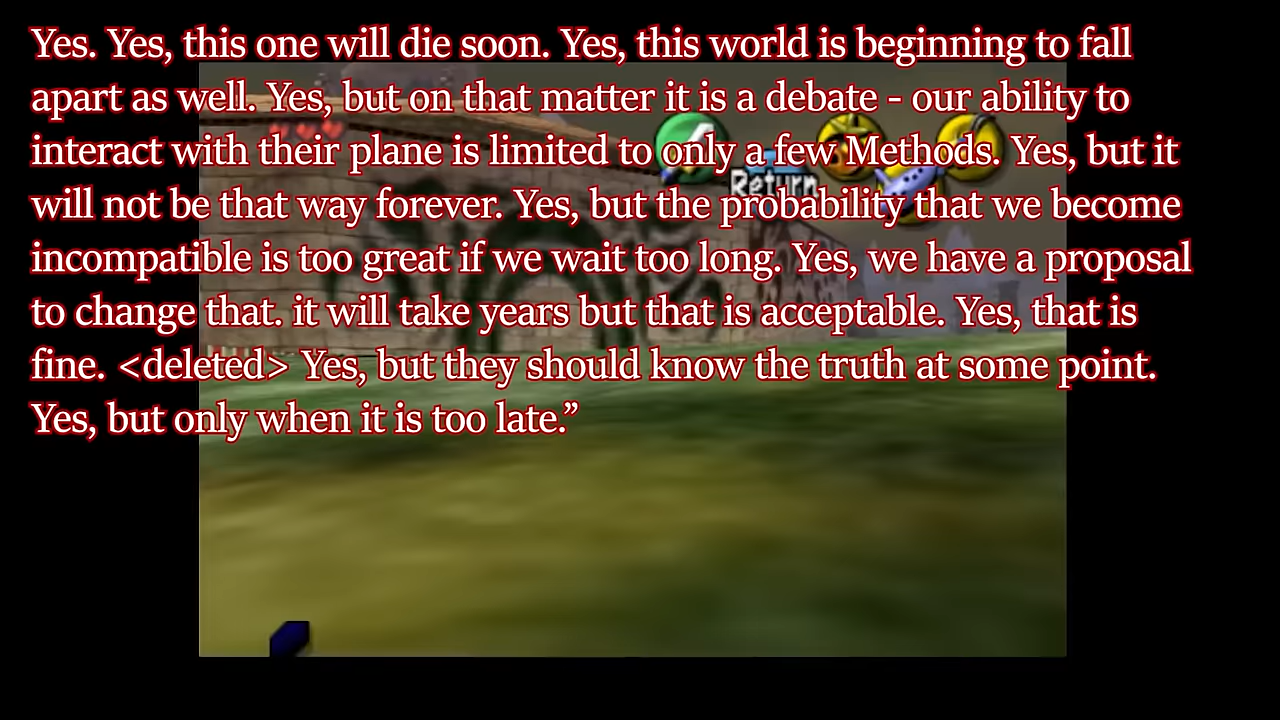 Yes. Yes, this one will die soon. Yes, this world is beginning to fall
apart as well. Yes, but on that matter it is a debate - our ability to
interact with their plane is limited to only a few Methods. Yes, but it
Return
will not be that way forever. Yes, but the probability that we become
incompatible is too great if we wait too long. Yes, we have a proposal
to change that. it will take years but that is acceptable. Yes, that is
fine. <deleted> Yes, but they should know the truth at some point.
Yes, but only when it is too late.”